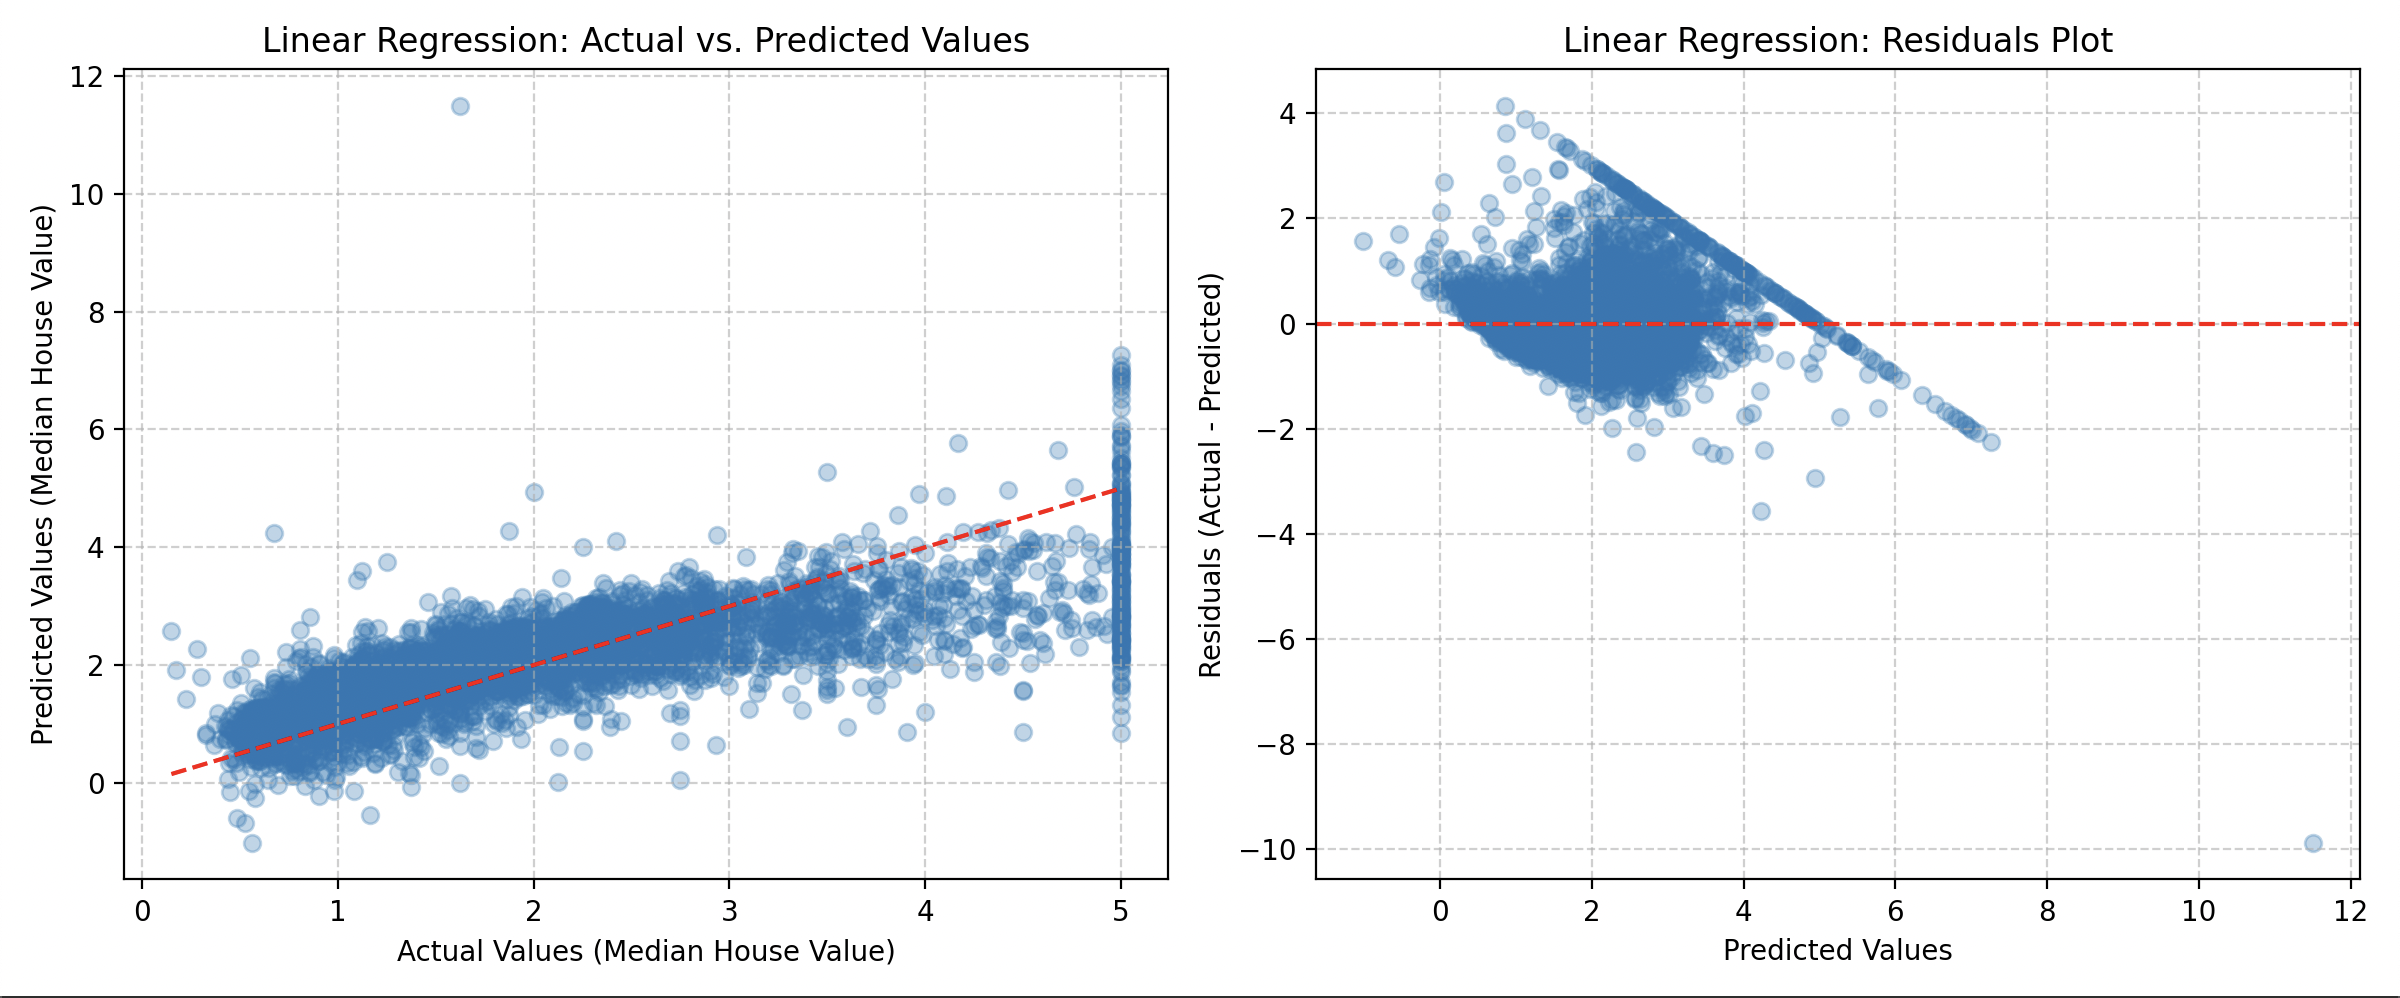 Linear Regression: Actual vs. Predicted Values
12
10
8
6
4
2
0
Predicted Values (Median House Value)
0 1 2 3 4 5
Actual Values (Median House Value)
Linear Regression: Residuals Plot
4
2
0
−2
−4
−6
−8
−10
Residuals (Actual - Predicted)
0 2 4 6 8 10 12
Predicted Values